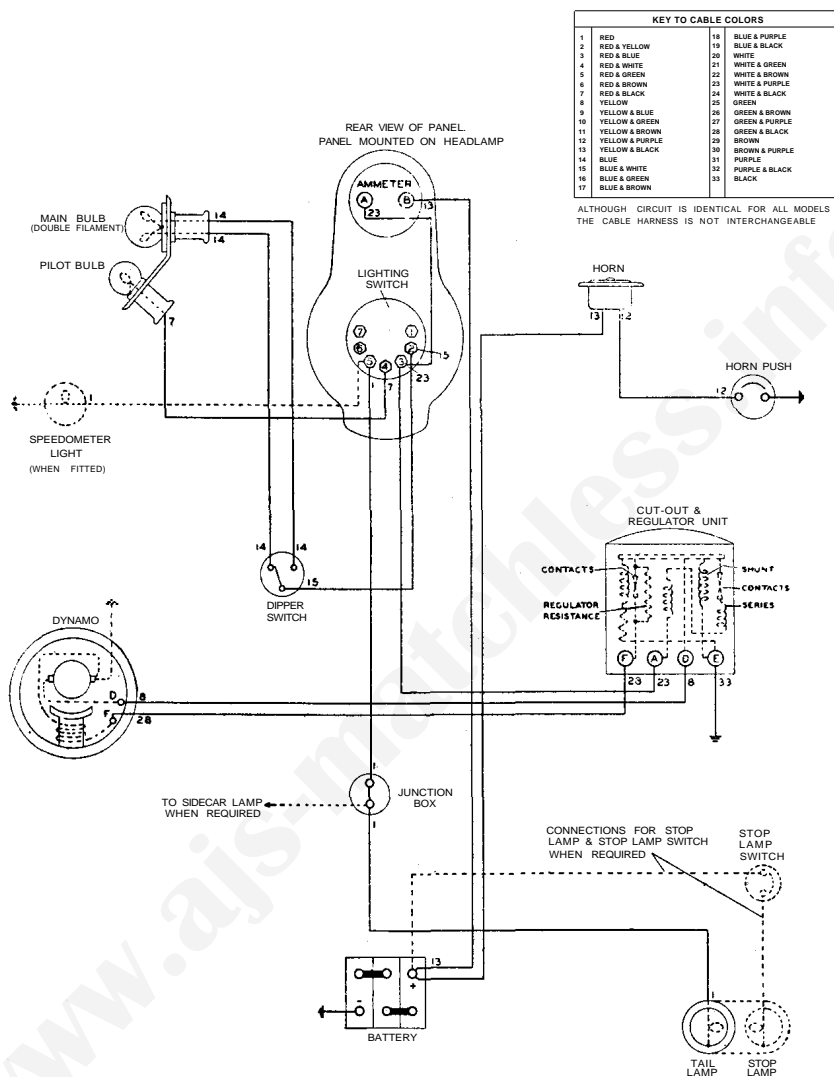 KEY TO CABLE COLORS
1 RED
2 RED & YELLOW
3 RED & BLUE
4 RED & WHITE
5 RED & GREEN
6 RED & BROWN
7 RED & BLACK
8 YELLOW
9 YELLOW & BLUE
10 YELLOW & GREEN
11 YELLOW & BROWN
12 YELLOW & PURPLE
13 YELLOW & BLACK
14 BLUE
15 BLUE & WHITE
16 BLUE & GREEN
17 BLUE & BROWN
18 BLUE & PURPLE
19 BLUE & BLACK
20 WHITE
21 WHITE & GREEN
22 WHITE & BROWN
23 WHITE & PURPLE
24 WHITE & BLACK
25 GREEN
26 GREEN & BROWN
27 GREEN & PURPLE
28 GREEN & BLACK
29 BROWN
30 BROWN & PURPLE
31 PURPLE
32 PURPLE & BLACK
33 BLACK
ALTHOUGH CIRCUIT IS IDENTICAL FOR ALL MODELS
THE CABLE HARNESS IS NOT INTERCHANGEABLE
REAR VIEW OF PANEL.
PANEL MOUNTED ON HEADLAMP
AMMETER
A B
23 13
MAIN BULB
(DOUBLE FILAMENT)
14
14
PILOT BULB
7
LIGHTING
SWITCH
7 1
6 2
5 4 3
1 7 23 15
HORN
13 12
HORN PUSH
12
1
SPEEDOMETER
LIGHT
(WHEN FITTED)
14 14
15
DIPPER
SWITCH
CUT-OUT &
REGULATOR UNIT
CONTACTS
SHUNT
CONTACTS
REGULATOR
RESISTANCE
SERIES
F A D E
28 23 8 33
DYNAMO
D 8
F 28
1
JUNCTION
BOX
TO SIDECAR LAMP
WHEN REQUIRED
1
CONNECTIONS FOR STOP
LAMP & STOP LAMP SWITCH
WHEN REQUIRED
STOP
LAMP
SWITCH
13
- +
BATTERY
1
TAIL
LAMP
STOP
LAMP
www.ajs-matchless.info